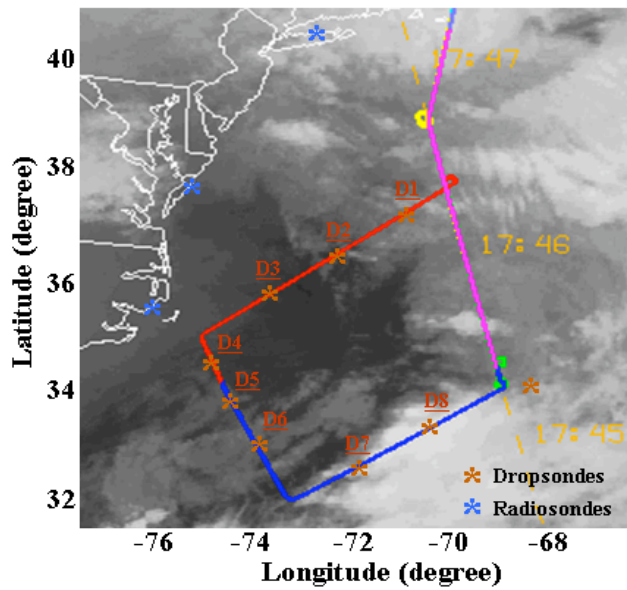 40
38
36
34
32
Latitude (degree)
17:47
D1
D2
17:46
D3
D4
D5
D6
D8
D7
17:45
Dropsondes
Radiosondes
-76
-74
-72
-70
-68
Longitude (degree)